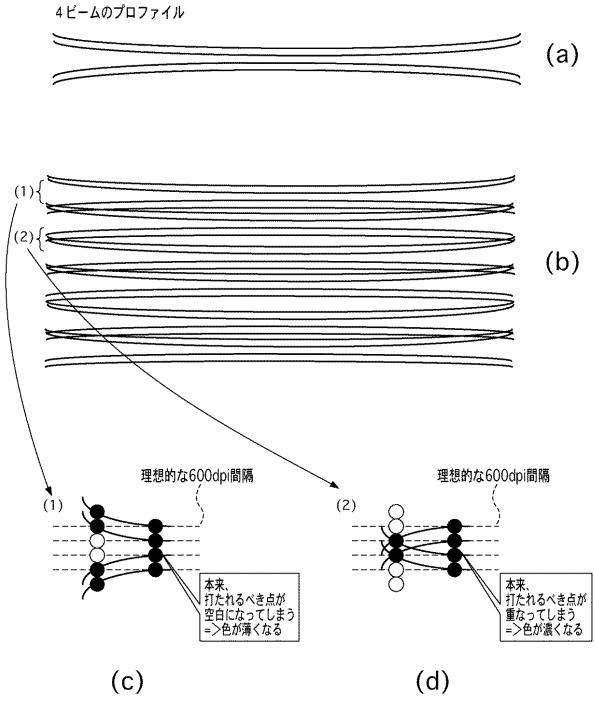 4ビームのプロファイル
(a)
(1)
(2)
(b)
理想的な600dpi間隔
(1)
本来、
打たれるべき点が
空白になってしまう
=>色が薄くなる
(c)
理想的な600dpi間隔
(2)
本来、
打たれるべき点が
重なってしまう
=>色が濃くなる
(d)